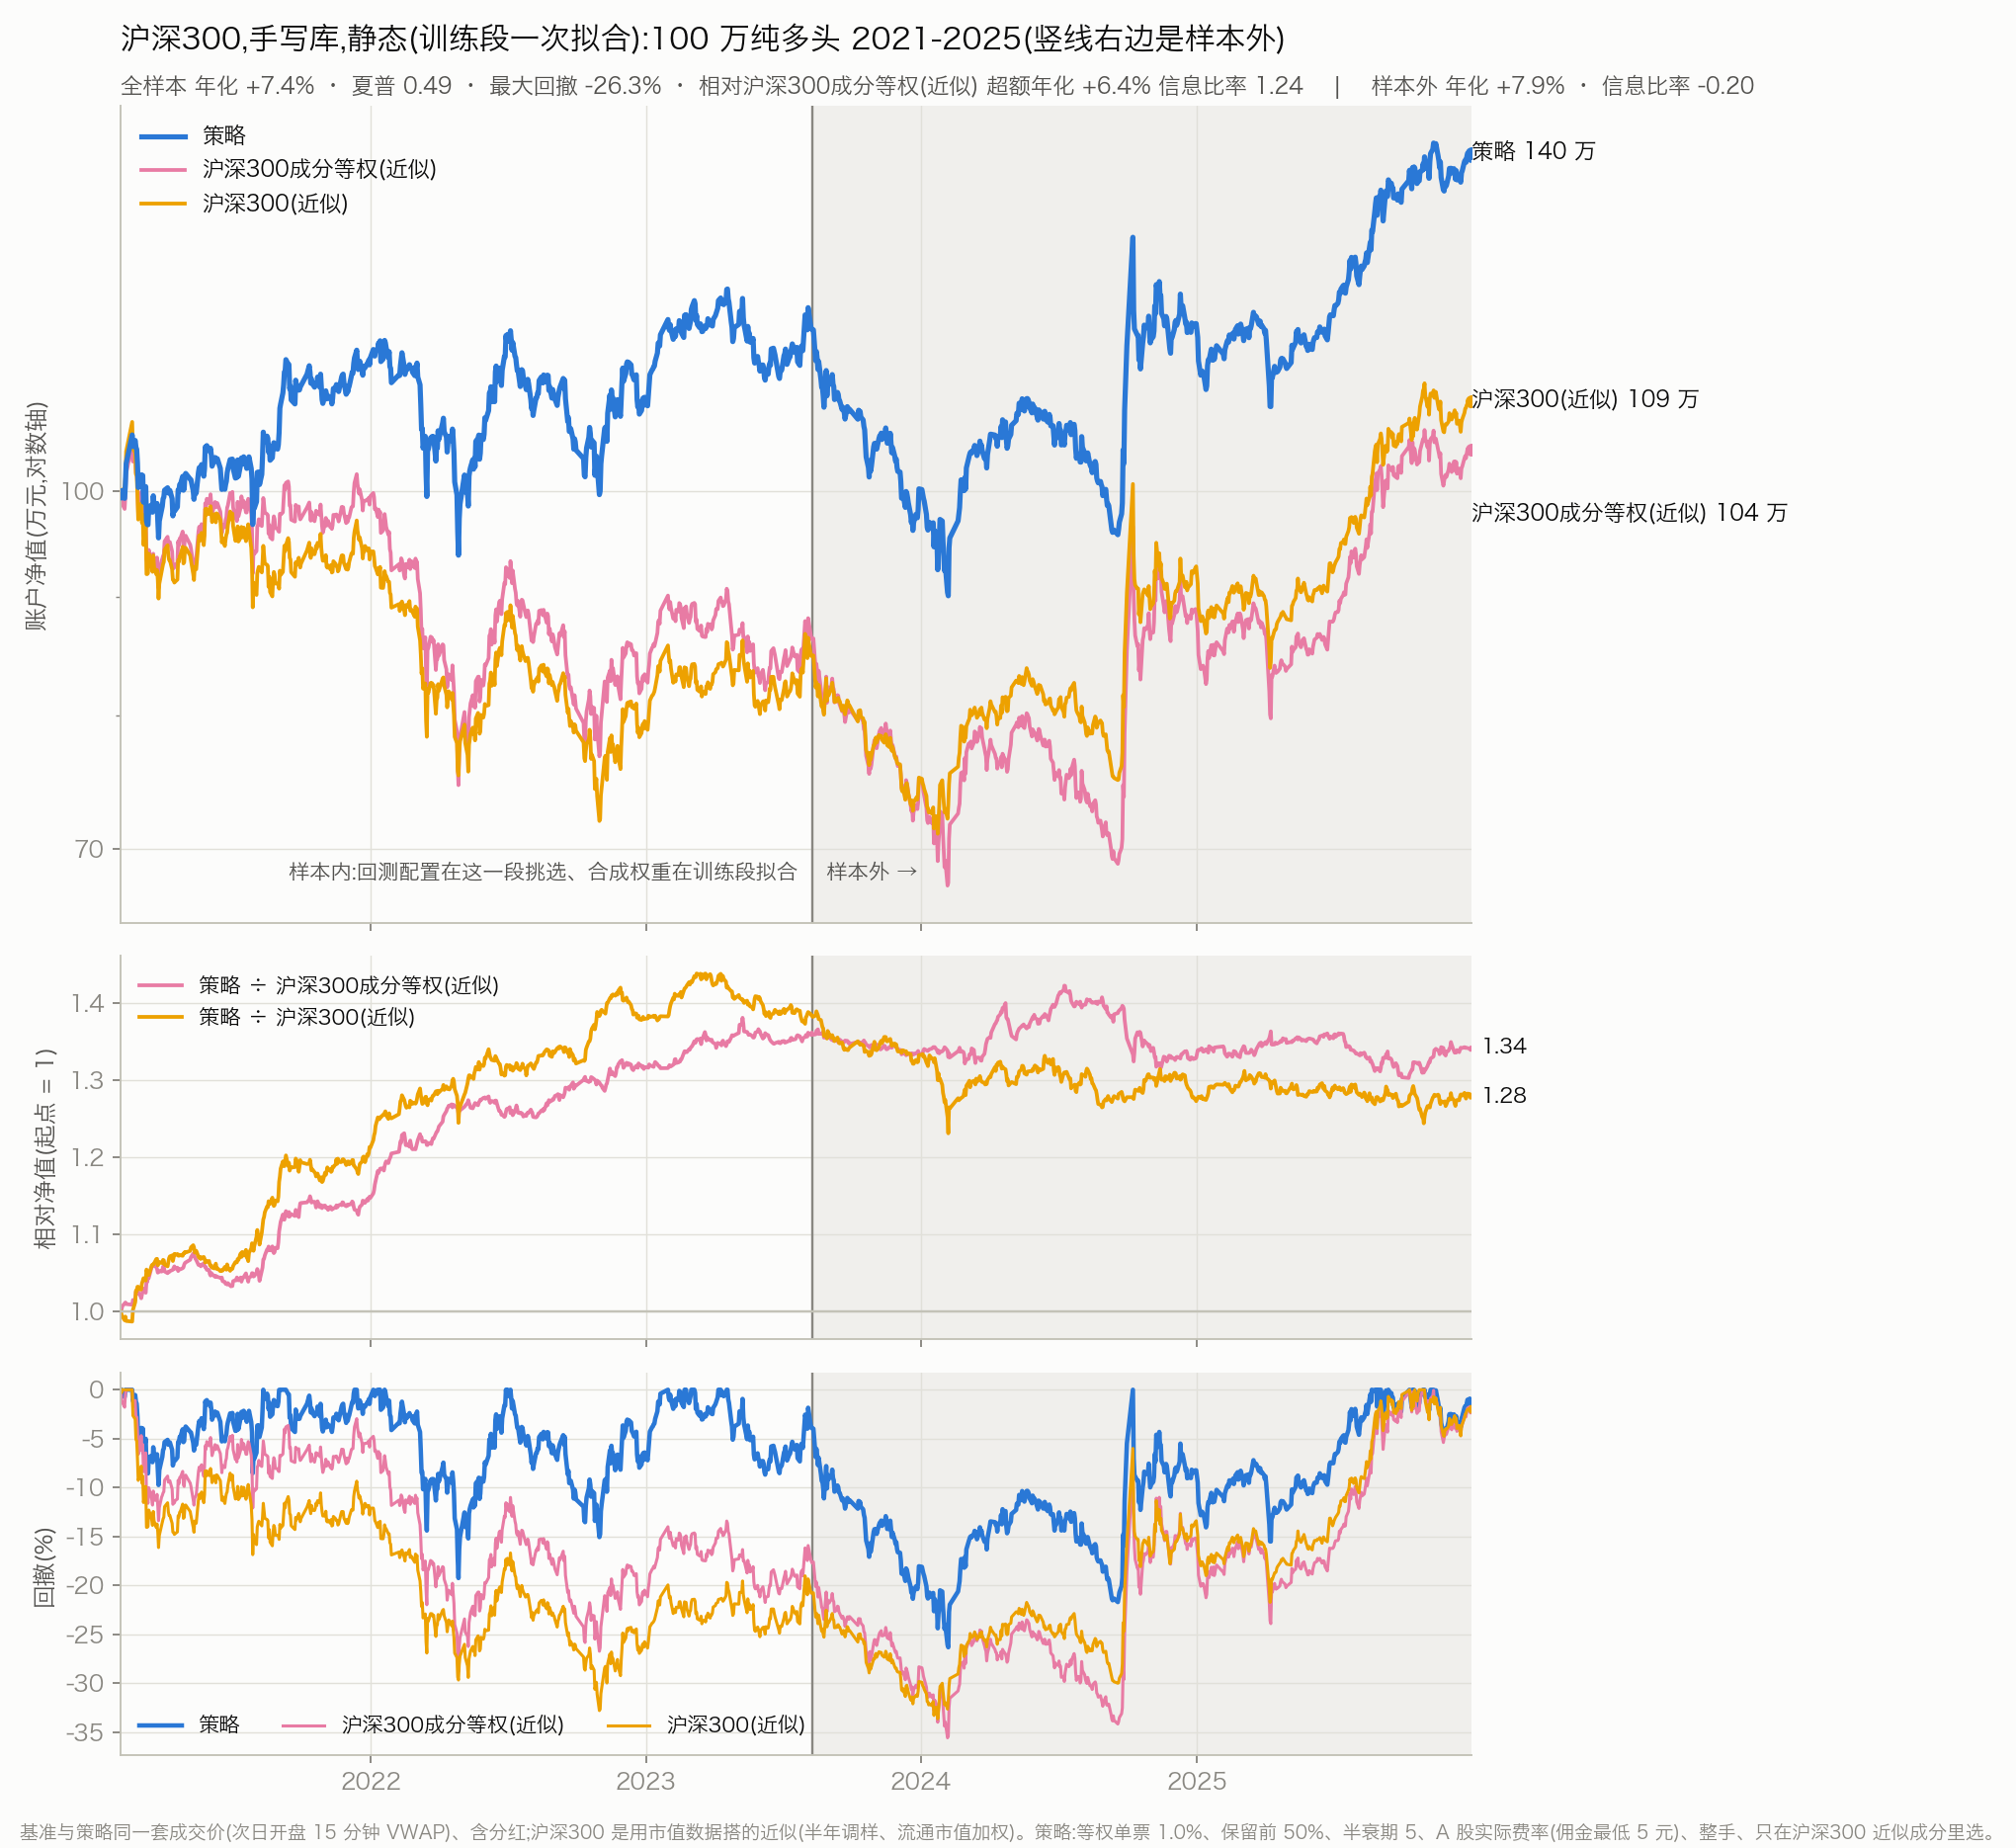 沪深300,手写库,静态(训练段一次拟合):100 万纯多头 2021-2025(竖线右边是样本外)
全样本 年化 +7.4% · 夏普 0.49 · 最大回撤 -26.3% · 相对沪深300成分等权(近似) 超额年化 +6.4% 信息比率 1.24 | 样本外 年化 +7.9% · 信息比率 -0.20
策略
沪深300成分等权(近似)
沪深300(近似)
策略 140 万
沪深300(近似) 109 万
沪深300成分等权(近似) 104 万
账户净值(万元,对数轴)
100
70
样本内:回测配置在这一段挑选、合成权重在训练段拟合
样本外 →
策略 ÷ 沪深300成分等权(近似)
策略 ÷ 沪深300(近似)
相对净值(起点 = 1)
1.4
1.3
1.2
1.1
1.0
1.34
1.28
回撤(%)
0
-5
-10
-15
-20
-25
-30
-35
策略 沪深300成分等权(近似) 沪深300(近似)
2022 2023 2024 2025
基准与策略同一套成交价(次日开盘 15 分钟 VWAP)、含分红;沪深300 是用市值数据搭的近似(半年调样、流通市值加权)。策略:等权单票 1.0%、保留前 50%、半衰期 5、A 股实际费率(佣金最低 5 元)、整手、只在沪深300 近似成分里选。